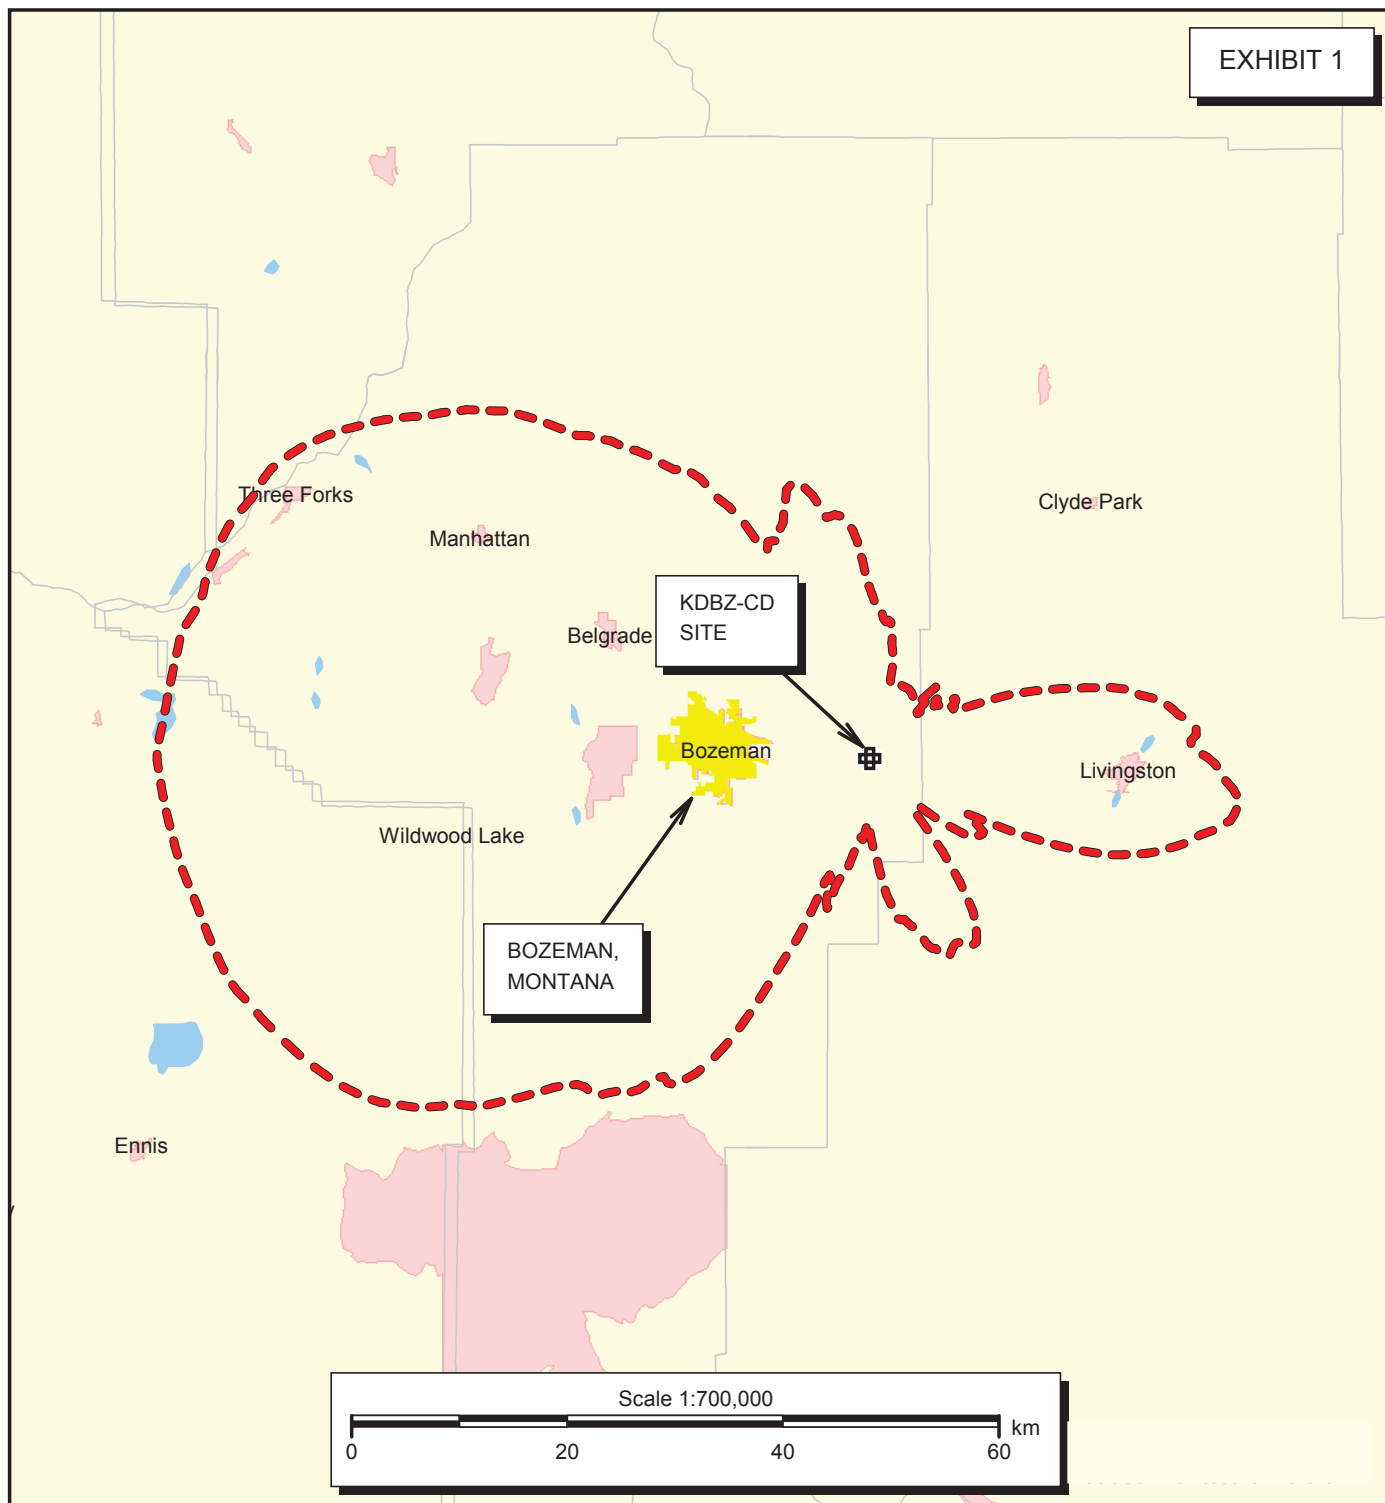 EXHIBIT 1
Three Forks
Clyde Park
Manhattan
KDBZ-CD
SITE
Belgrade
Bozeman
Livingston
Wildwood Lake
BOZEMAN,
MONTANA
Ennis
Scale 1:700,000
km
0 20 40 60